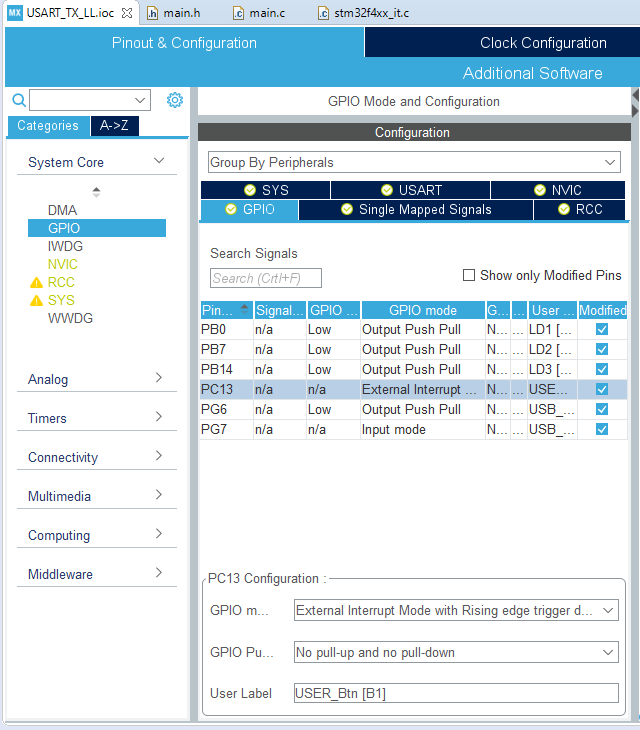 MX USART_TX_LL.ioc main.h main.c stm32f4xx_it.c
Pinout & Configuration Clock Configuration
Additional Software
GPIO Mode and Configuration
Categories A->Z
Configuration
System Core
Group By Peripherals
SYS USART NVIC
GPIO Single Mapped Signals RCC
DMA
GPIO
IWDG
NVIC
RCC
SYS
WWDG
Analog
Timers
Connectivity
Multimedia
Computing
Middleware
Search Signals
Search (Crtl+F) Show only Modified Pins
Pin... Signal... GPIO ... GPIO mode G... ... User ... Modified
PB0 n/a Low Output Push Pull N... ... LD1 [...
PB7 n/a Low Output Push Pull N... ... LD2 [...
PB14 n/a Low Output Push Pull N... ... LD3 [...
PC13 n/a n/a External Interrupt ... N... ... USE...
PG6 n/a Low Output Push Pull N... ... USB_...
PG7 n/a n/a Input mode N... ... USB_...
PC13 Configuration :
GPIO m... External Interrupt Mode with Rising edge trigger d...
GPIO Pu... No pull-up and no pull-down
User Label USER_Btn [B1]